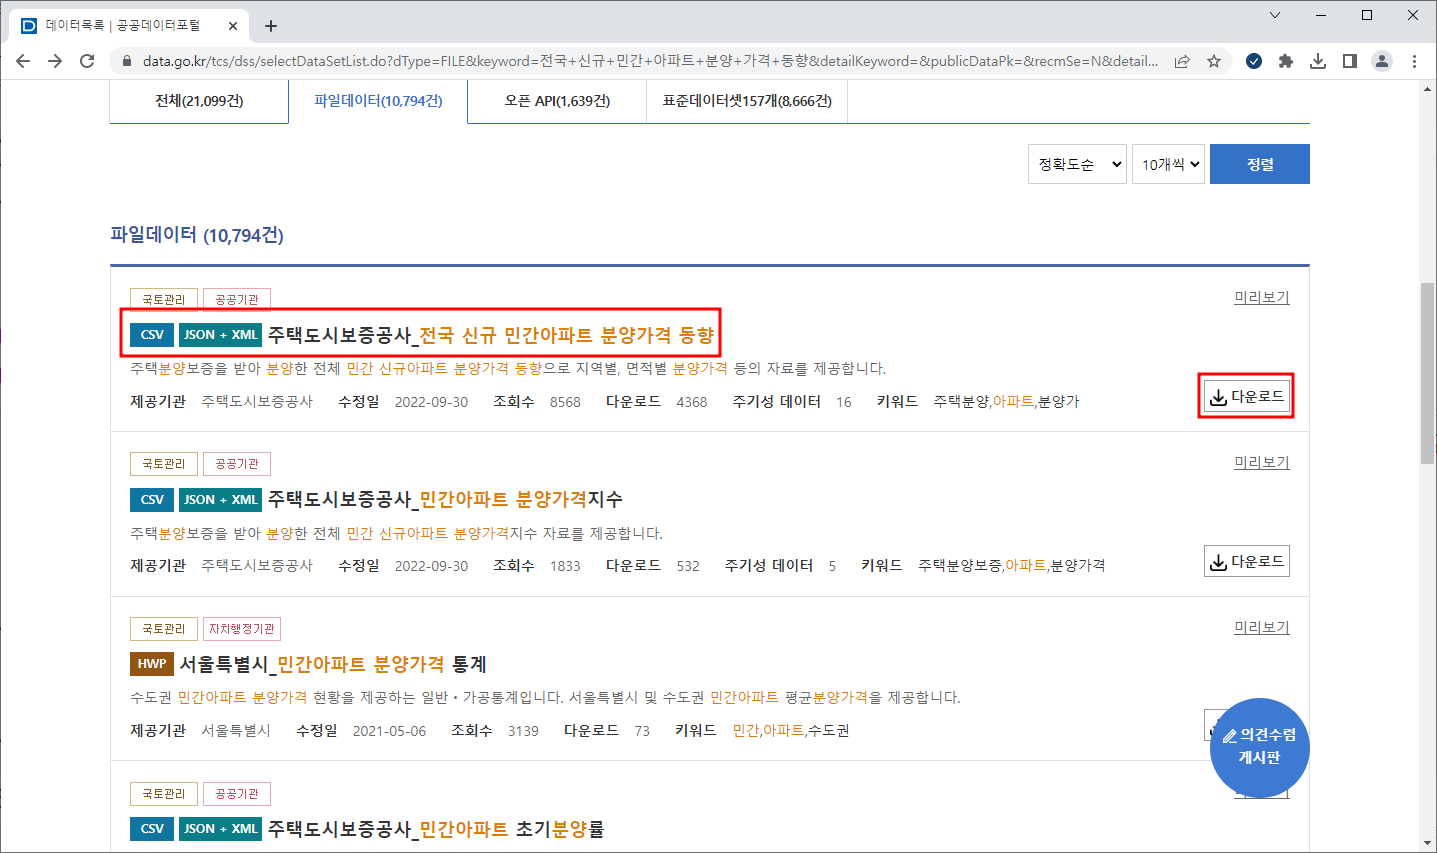 데이터목록 | 공공데이터포털
data.go.kr/tcs/dss/selectDataSetList.do?dType=FILE&keyword=전국+신규+민간+아파트+분양+가격+동향&detailKeyword=&publicDataPk=&recmSe=N&detail...
전체(21,099건) 파일데이터(10,794건) 오픈 API(1,639건) 표준데이터셋157개(8,666건)
정확도순 10개씩 정렬
파일데이터 (10,794건)
국토관리 공공기관 미리보기
CSV JSON + XML 주택도시보증공사_전국 신규 민간아파트 분양가격 동향
주택분양보증을 받아 분양한 전체 민간 신규아파트 분양가격 동향으로 지역별, 면적별 분양가격 등의 자료를 제공합니다.
제공기관 주택도시보증공사 수정일 2022-09-30 조회수 8568 다운로드 4368 주기성 데이터 16 키워드 주택분양,아파트,분양가
다운로드
국토관리 공공기관 미리보기
CSV JSON + XML 주택도시보증공사_민간아파트 분양가격지수
주택분양보증을 받아 분양한 전체 민간 신규아파트 분양가격지수 자료를 제공합니다.
제공기관 주택도시보증공사 수정일 2022-09-30 조회수 1833 다운로드 532 주기성 데이터 5 키워드 주택분양보증,아파트,분양가격
다운로드
국토관리 자치행정기관 미리보기
HWP 서울특별시_민간아파트 분양가격 통계
수도권 민간아파트 분양가격 현황을 제공하는 일반・가공통계입니다. 서울특별시 및 수도권 민간아파트 평균분양가격을 제공합니다.
제공기관 서울특별시 수정일 2021-05-06 조회수 3139 다운로드 73 키워드 민간,아파트,수도권
의견수렴
게시판
국토관리 공공기관
CSV JSON + XML 주택도시보증공사_민간아파트 초기분양률